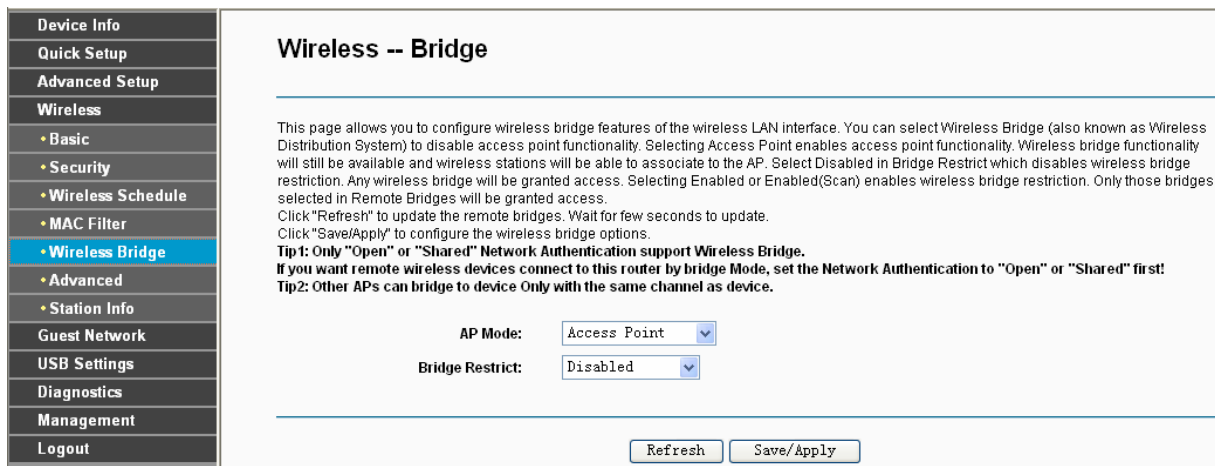 Device Info
Quick Setup
Advanced Setup
Wireless
Basic
Security
Wireless Schedule
MAC Filter
Wireless Bridge
Advanced
Station Info
Guest Network
USB Settings
Diagnostics
Management
Logout
Wireless -- Bridge
This page allows you to configure wireless bridge features of the wireless LAN interface. You can select Wireless Bridge (also known as Wireless
Distribution System) to disable access point functionality. Selecting Access Point enables access point functionality. Wireless bridge functionality
will still be available and wireless stations will be able to associate to the AP. Select Disabled in Bridge Restrict which disables wireless bridge
restriction. Any wireless bridge will be granted access. Selecting Enabled or Enabled(Scan) enables wireless bridge restriction. Only those bridges
selected in Remote Bridges will be granted access.
Click "Refresh" to update the remote bridges. Wait for few seconds to update.
Click "Save/Apply" to configure the wireless bridge options.
Tip1: Only "Open" or "Shared" Network Authentication support Wireless Bridge.
If you want remote wireless devices connect to this router by bridge Mode, set the Network Authentication to "Open" or "Shared" first!
Tip2: Other APs can bridge to device Only with the same channel as device.
AP Mode: Access Point
Bridge Restrict: Disabled
Refresh Save/Apply